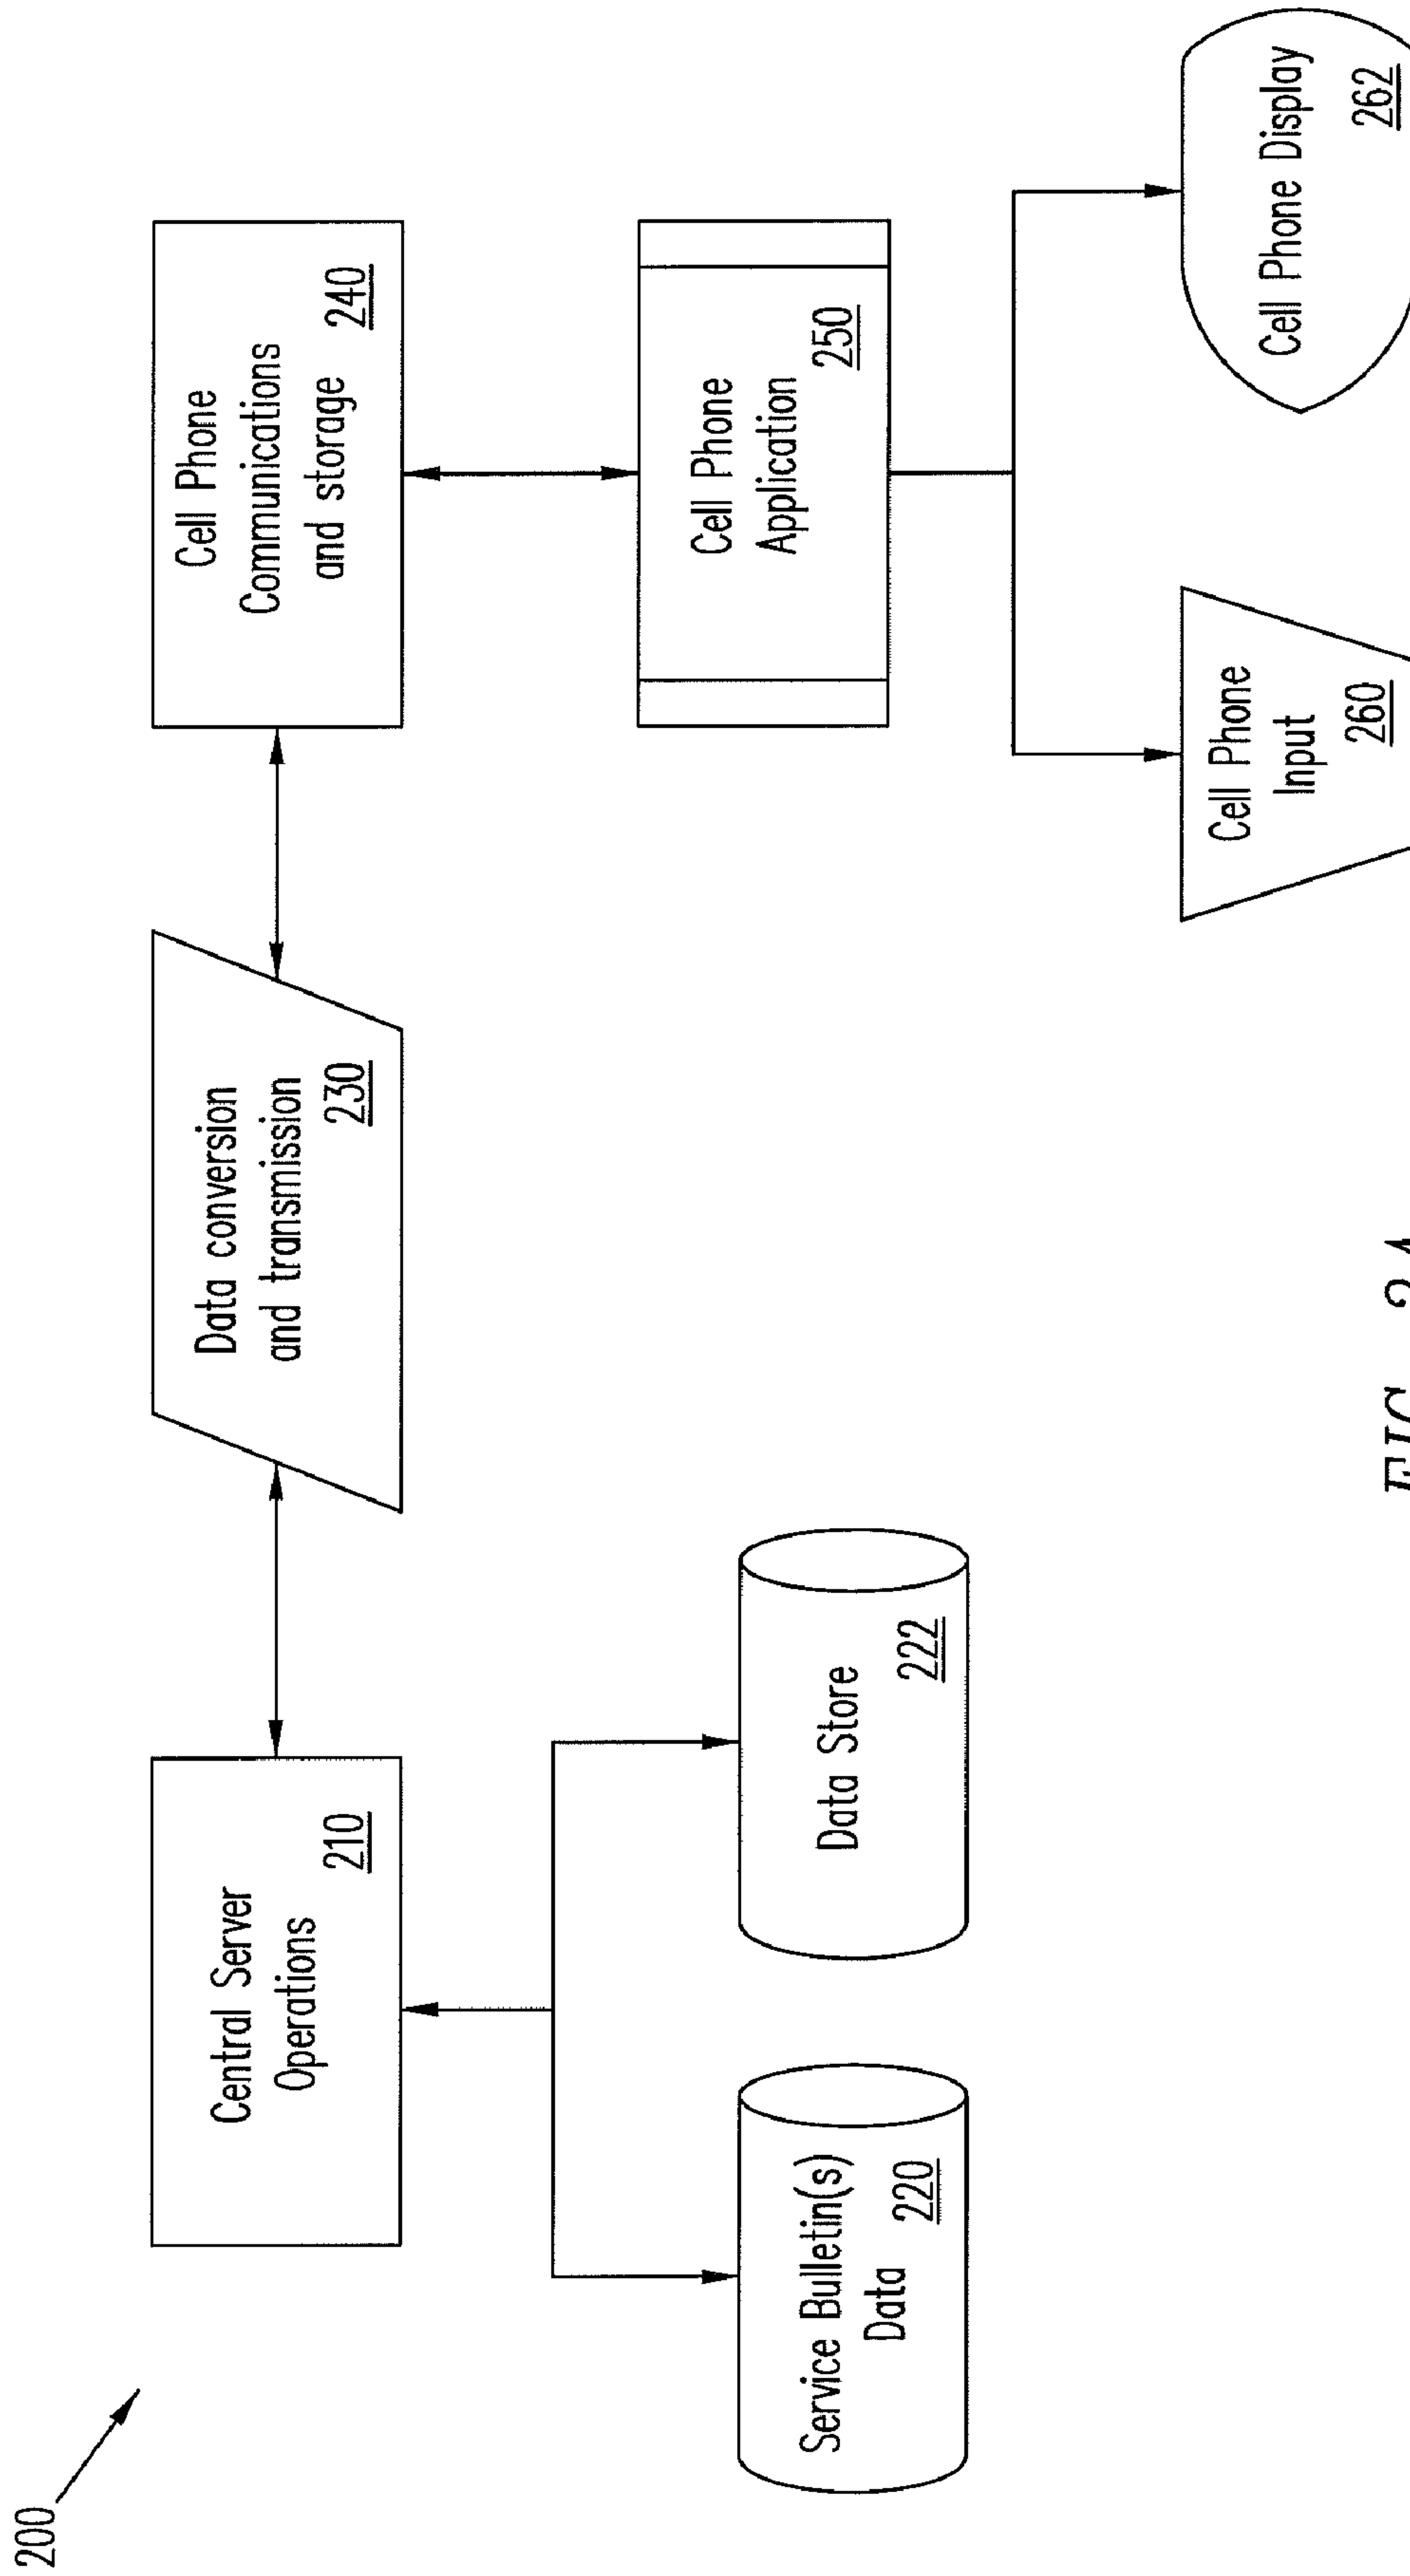 200
Central Server
Operations
210
Data conversion
and transmission
230
Cell Phone
Communications
and storage 240
Service Bulletin(s)
Data 220
Data Store
222
Cell Phone
Application
250
Cell Phone
Input
260
Cell Phone Display
262